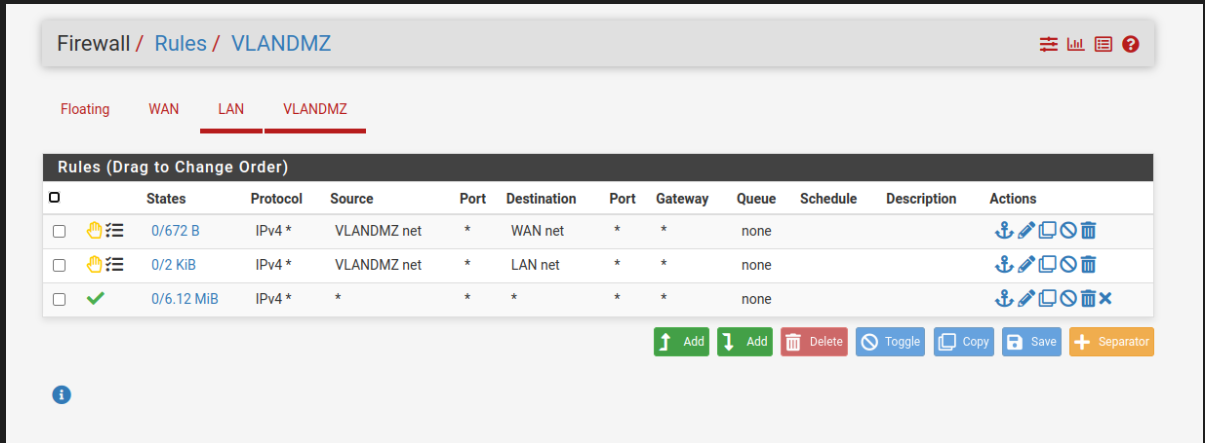 Firewall / Rules / VLANDMZ
Floating WAN LAN VLANDMZ
Rules (Drag to Change Order)
States Protocol Source Port Destination Port Gateway Queue Schedule Description Actions
0/672 B IPv4 * VLANDMZ net * WAN net * * none
0/2 KiB IPv4 * VLANDMZ net * LAN net * * none
0/6.12 MiB IPv4 * * * * * * none
Add Add Delete Toggle Copy Save Separator